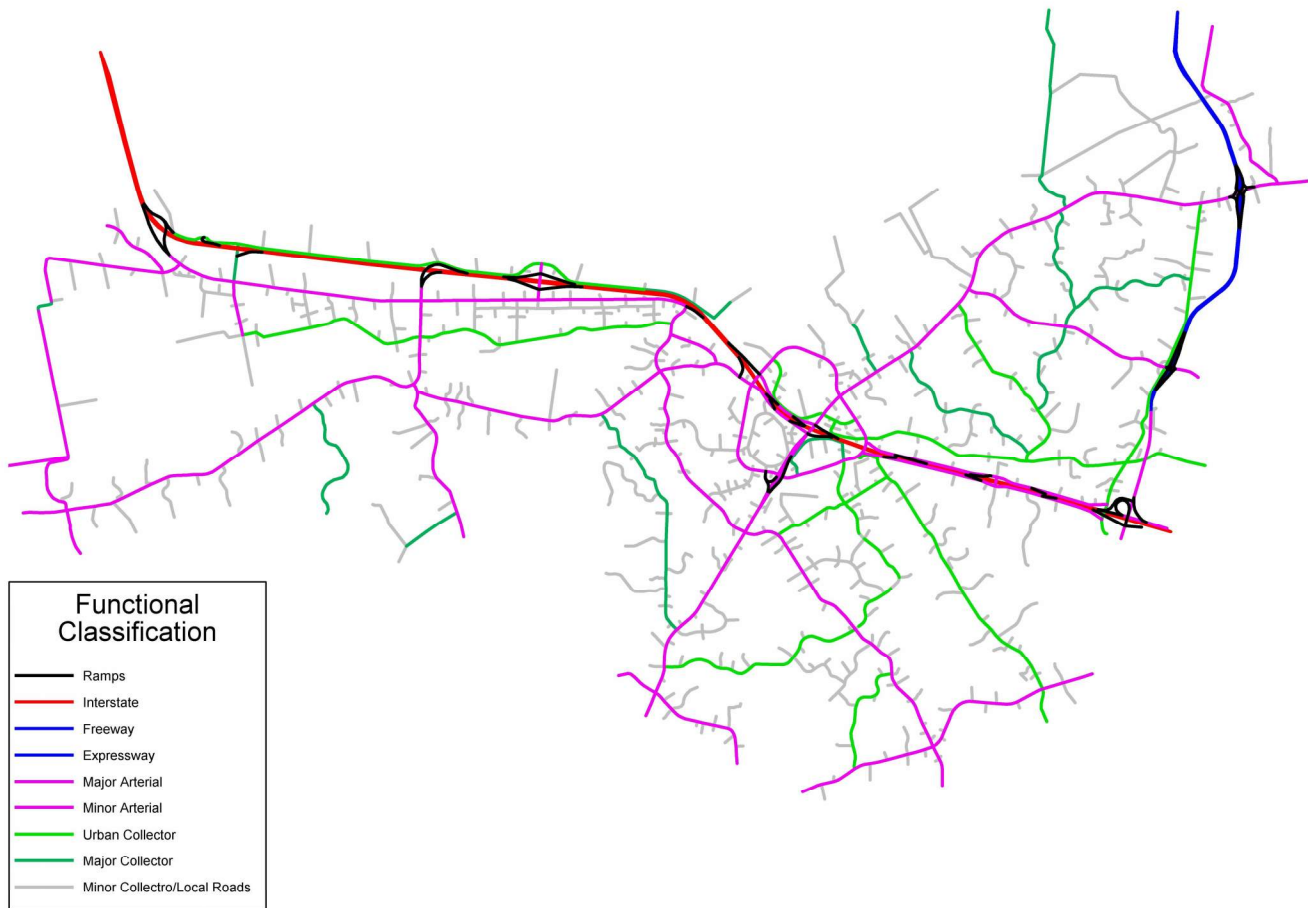 Functional
Classification
Ramps
Interstate
Freeway
Expressway
Major Arterial
Minor Arterial
Urban Collector
Major Collector
Minor Collectro/Local Roads